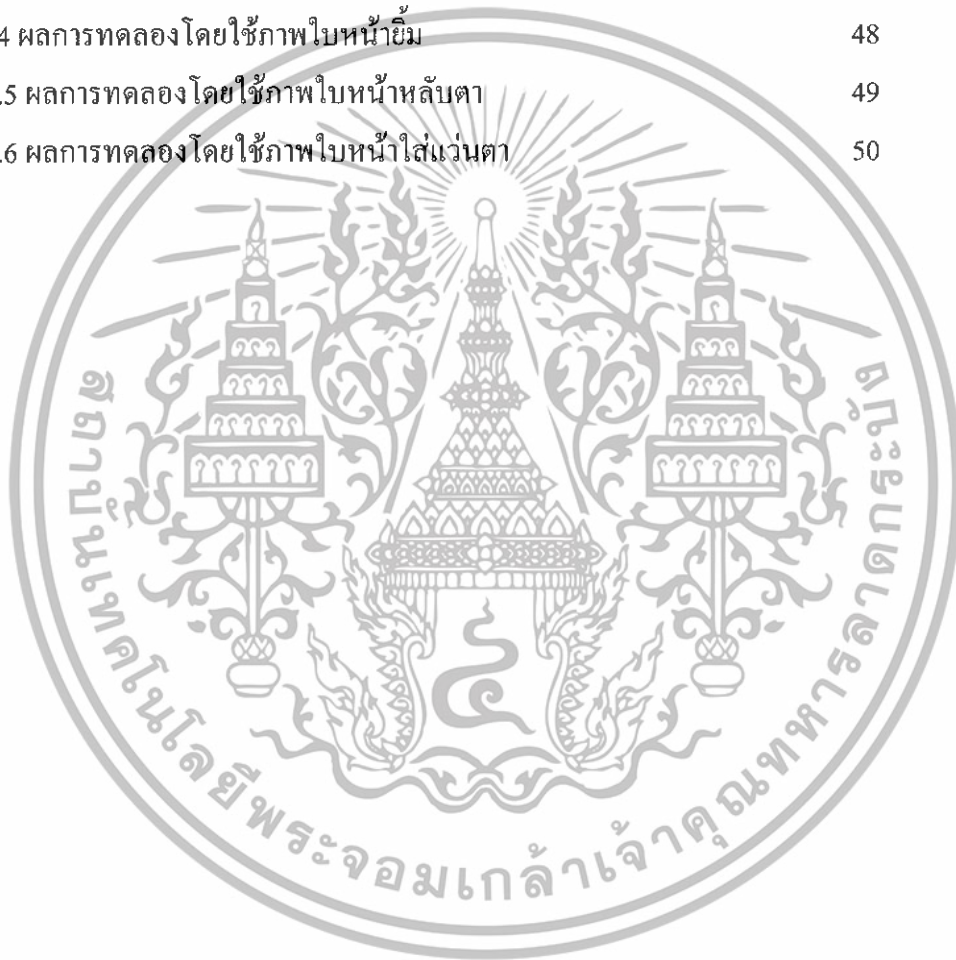 4 ผลการทดลองโดยใช้ภาพใบหน้ายิ้ม 48
.5 ผลการทดลองโดยใช้ภาพใบหน้าหลับตา 49
.6 ผลการทดลองโดยใช้ภาพใบหน้าใส่แว่นตา 50
สถาบันเทคโนโลยีพระจอมเกล้าเจ้าคุณทหารลาดกระบัง
๔